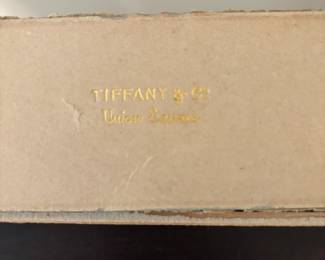 TIFFANY & Co
Union Square